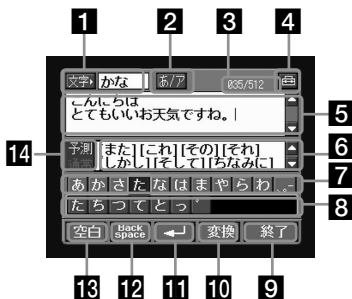 1 2 3 4
文字 かな あ/ア 035/512
こんにちは
とてもいいお天気ですね。
5
14 予測 [また][これ][その][それ] 6
通常 [しかし][そして][ちなみに]
あ か さ た な は ま や ら わ 、。- 7
た ち つ て と っ ゛ 8
空白 Back Space ↵ 変換 終了
13 12 11 10 9